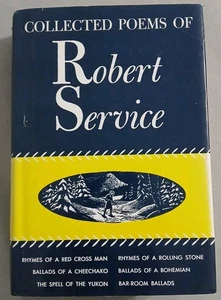 COLLECTED POEMS OF
Robert
Service
RHYMES OF A RED CROSS MAN
BALLADS OF A CHEECHAKO
THE SPELL OF THE YUKON
RHYMES OF A ROLLING STONE
BALLADS OF A BOHEMIAN
BAR-ROOM BALLADS